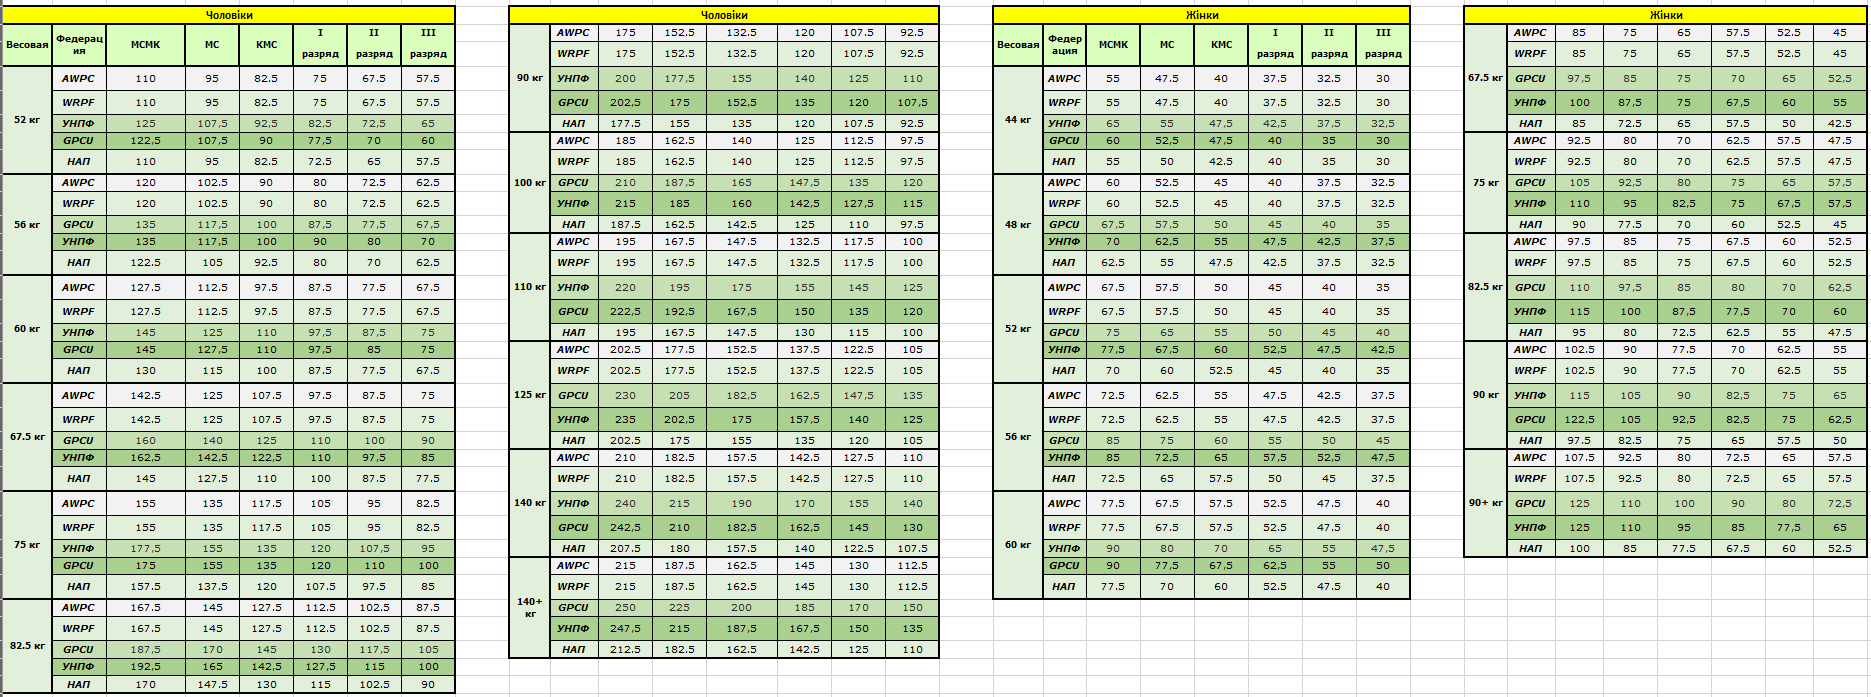 Чоловіки
Весовая Федерация МСМК МС КМС I разряд II разряд III разряд
52 кг
AWPC 110 95 82.5 75 67.5 57.5
WRPF 110 95 82.5 75 67.5 57.5
УНПФ 125 107,5 92,5 82,5 72,5 65
GPCU 122,5 107,5 90 77,5 70 60
НАП 110 95 82.5 72.5 65 57.5
56 кг
AWPC 120 102.5 90 80 72.5 62.5
WRPF 120 102.5 90 80 72.5 62.5
GPCU 135 117,5 100 87,5 77,5 67,5
УНПФ 135 117,5 100 90 80 70
НАП 122.5 105 92.5 80 70 62.5
60 кг
AWPC 127.5 112.5 97.5 87.5 77.5 67.5
WRPF 127.5 112.5 97.5 87.5 77.5 67.5
УНПФ 145 125 110 97,5 87,5 75
GPCU 145 127,5 110 97,5 85 75
НАП 130 115 100 87.5 77.5 67.5
67.5 кг
AWPC 142.5 125 107.5 97.5 87.5 75
WRPF 142.5 125 107.5 97.5 87.5 75
GPCU 160 140 125 110 100 90
УНПФ 162,5 142,5 122,5 110 97,5 85
НАП 145 127.5 110 100 87.5 77.5
75 кг
AWPC 155 135 117.5 105 95 82.5
WRPF 155 135 117.5 105 95 82.5
УНПФ 177,5 155 135 120 107,5 95
GPCU 175 155 135 120 110 100
НАП 157.5 137.5 120 107.5 97.5 85
82.5 кг
AWPC 167.5 145 127.5 112.5 102.5 87.5
WRPF 167.5 145 127.5 112.5 102.5 87.5
GPCU 187,5 170 145 130 117,5 105
УНПФ 192,5 165 142,5 127,5 115 100
НАП 170 147.5 130 115 102.5 90
Чоловіки
90 кг
AWPC 175 152.5 132.5 120 107.5 92.5
WRPF 175 152.5 132.5 120 107.5 92.5
УНПФ 200 177,5 155 140 125 110
GPCU 202,5 175 152,5 135 120 107,5
НАП 177.5 155 135 120 107.5 92.5
100 кг
AWPC 185 162.5 140 125 112.5 97.5
WRPF 185 162.5 140 125 112.5 97.5
GPCU 210 187,5 165 147,5 135 120
УНПФ 215 185 160 142,5 127,5 115
НАП 187.5 162.5 142.5 125 110 97.5
110 кг
AWPC 195 167.5 147.5 132.5 117.5 100
WRPF 195 167.5 147.5 132.5 117.5 100
УНПФ 220 195 175 155 145 125
GPCU 222,5 192,5 167,5 150 135 120
НАП 195 167.5 147.5 130 115 100
125 кг
AWPC 202.5 177.5 152.5 137.5 122.5 105
WRPF 202.5 177.5 152.5 137.5 122.5 105
GPCU 230 205 182,5 162,5 147,5 135
УНПФ 235 202,5 175 157,5 140 125
НАП 202.5 175 155 135 120 105
140 кг
AWPC 210 182.5 157.5 142.5 127.5 110
WRPF 210 182.5 157.5 142.5 127.5 110
УНПФ 240 215 190 170 155 140
GPCU 242,5 210 182,5 162,5 145 130
НАП 207.5 180 157.5 140 122.5 107.5
140+ кг
AWPC 215 187.5 162.5 145 130 112.5
WRPF 215 187.5 162.5 145 130 112.5
GPCU 250 225 200 185 170 150
УНПФ 247,5 215 187,5 167,5 150 135
НАП 212.5 182.5 162.5 142.5 125 110
Жінки
Весовая Федерация МСМК МС КМС I разряд II разряд III разряд
44 кг
AWPC 55 47.5 40 37.5 32.5 30
WRPF 55 47.5 40 37.5 32.5 30
УНПФ 65 55 47,5 42,5 37,5 32,5
GPCU 60 52,5 47,5 40 35 30
НАП 55 50 42.5 40 35 30
48 кг
AWPC 60 52.5 45 40 37.5 32.5
WRPF 60 52.5 45 40 37.5 32.5
GPCU 67,5 57,5 50 45 40 35
УНПФ 70 62,5 55 47,5 42,5 37,5
НАП 62.5 55 47.5 42.5 37.5 32.5
52 кг
AWPC 67.5 57.5 50 45 40 35
WRPF 67.5 57.5 50 45 40 35
GPCU 75 65 55 50 45 40
УНПФ 77,5 67,5 60 52,5 47,5 42,5
НАП 70 60 52.5 45 40 35
56 кг
AWPC 72.5 62.5 55 47.5 42.5 37.5
WRPF 72.5 62.5 55 47.5 42.5 37.5
GPCU 85 75 60 55 50 45
УНПФ 85 72,5 65 57,5 52,5 47,5
НАП 72.5 65 57.5 50 45 37.5
60 кг
AWPC 77.5 67.5 57.5 52.5 47.5 40
WRPF 77.5 67.5 57.5 52.5 47.5 40
УНПФ 90 80 70 65 55 47,5
GPCU 90 77,5 67,5 62,5 55 50
НАП 77.5 70 60 52.5 47.5 40
Жінки
67.5 кг
AWPC 85 75 65 57.5 52.5 45
WRPF 85 75 65 57.5 52.5 45
GPCU 97,5 85 75 70 65 52,5
УНПФ 100 87,5 75 67,5 60 55
НАП 85 72.5 65 57.5 50 42.5
75 кг
AWPC 92.5 80 70 62.5 57.5 47.5
WRPF 92.5 80 70 62.5 57.5 47.5
GPCU 105 92,5 80 75 65 57,5
УНПФ 110 95 82,5 75 67,5 57,5
НАП 90 77.5 70 60 52.5 45
82.5 кг
AWPC 97.5 85 75 67.5 60 52.5
WRPF 97.5 85 75 67.5 60 52.5
GPCU 110 97,5 85 80 70 62,5
УНПФ 115 100 87,5 77,5 70 60
НАП 95 80 72.5 62.5 55 47.5
90 кг
AWPC 102.5 90 77.5 70 62.5 55
WRPF 102.5 90 77.5 70 62.5 55
УНПФ 115 105 90 82,5 75 65
GPCU 122,5 105 92,5 82,5 75 62,5
НАП 97.5 82.5 75 65 57.5 50
90+ кг
AWPC 107.5 92.5 80 72.5 65 57.5
WRPF 107.5 92.5 80 72.5 65 57.5
GPCU 125 110 100 90 80 72,5
УНПФ 125 110 95 85 77,5 65
НАП 100 85 77.5 67.5 60 52.5